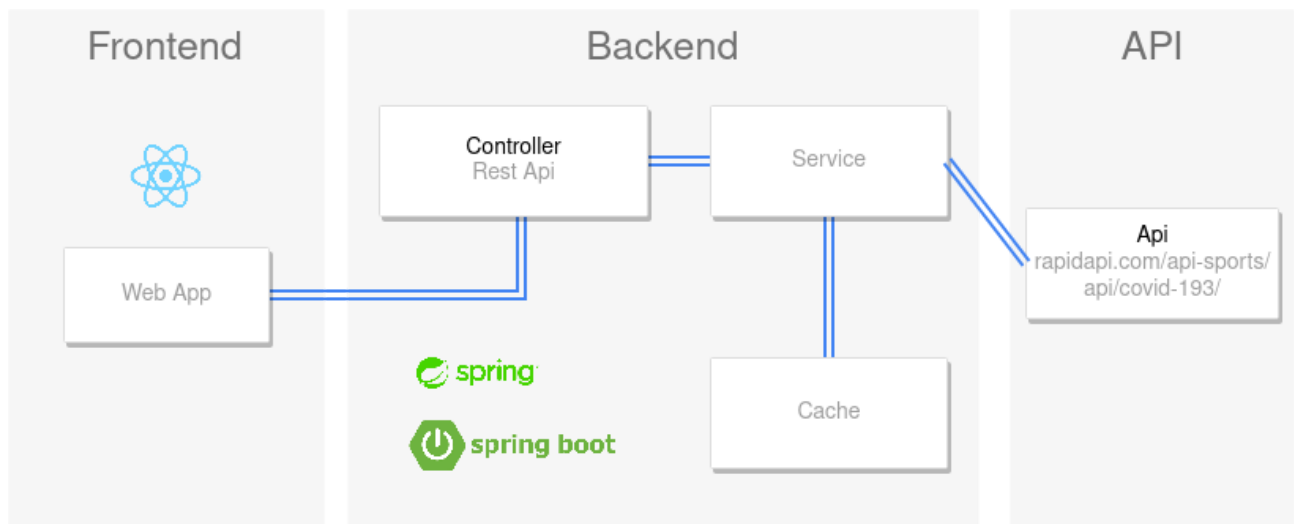 Frontend
Backend
API
Controller
Rest Api
Service
Api
rapidapi.com/api-sports/
api/covid-193/
Web App
spring
Cache
spring boot